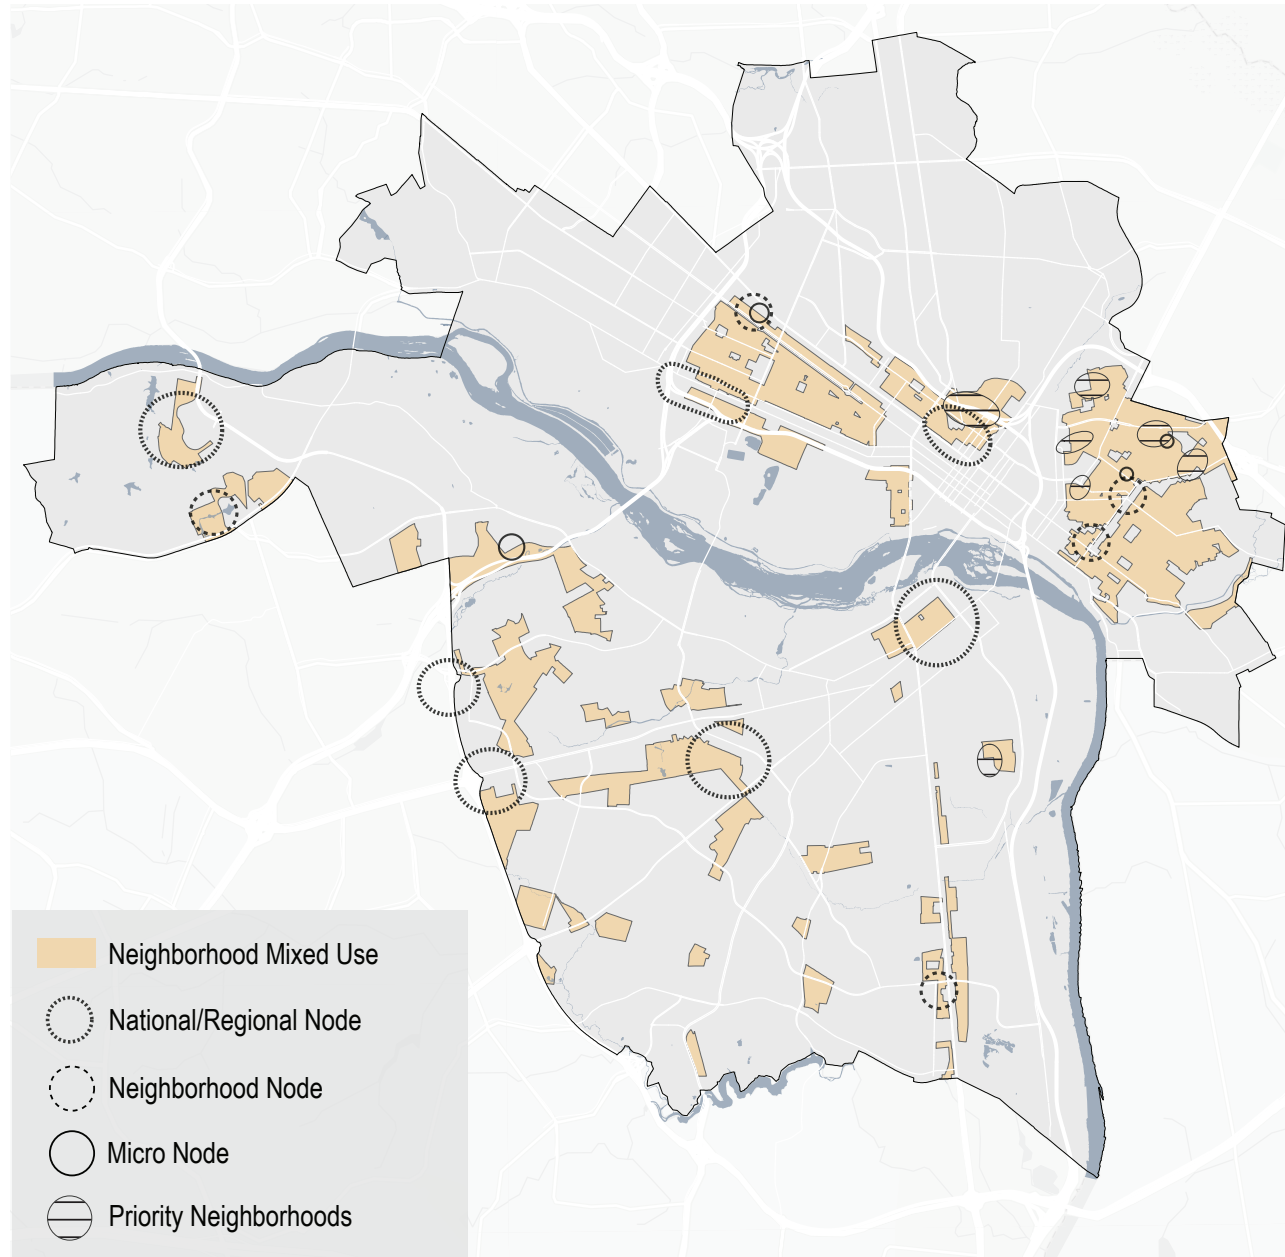 Neighborhood Mixed Use
National/Regional Node
Neighborhood Node
Micro Node
Priority Neighborhoods